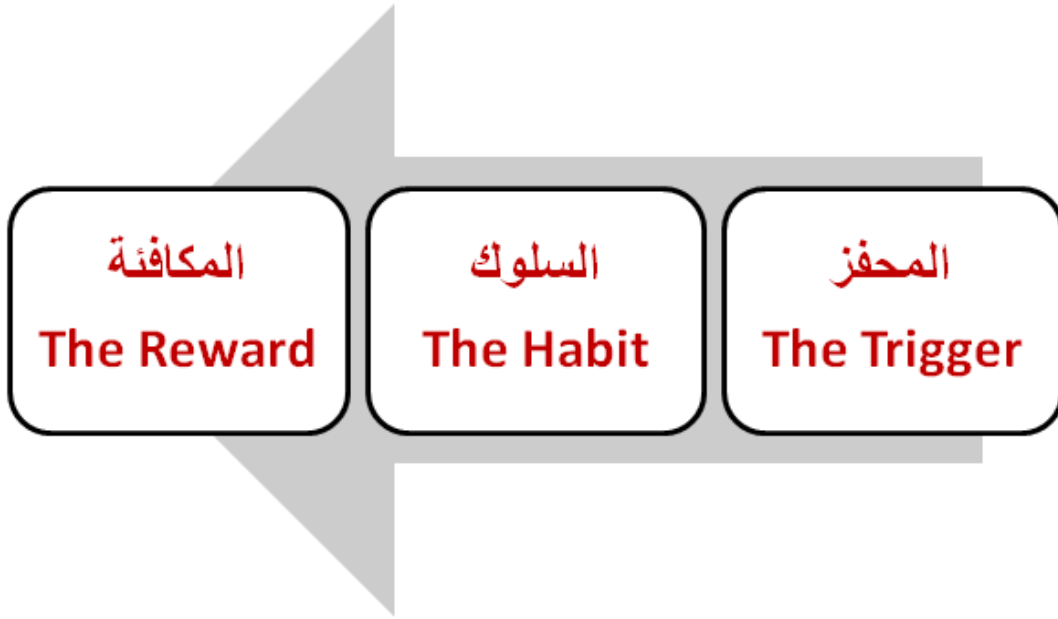 المحفز
The Trigger
السلوك
The Habit
المكافئة
The Reward